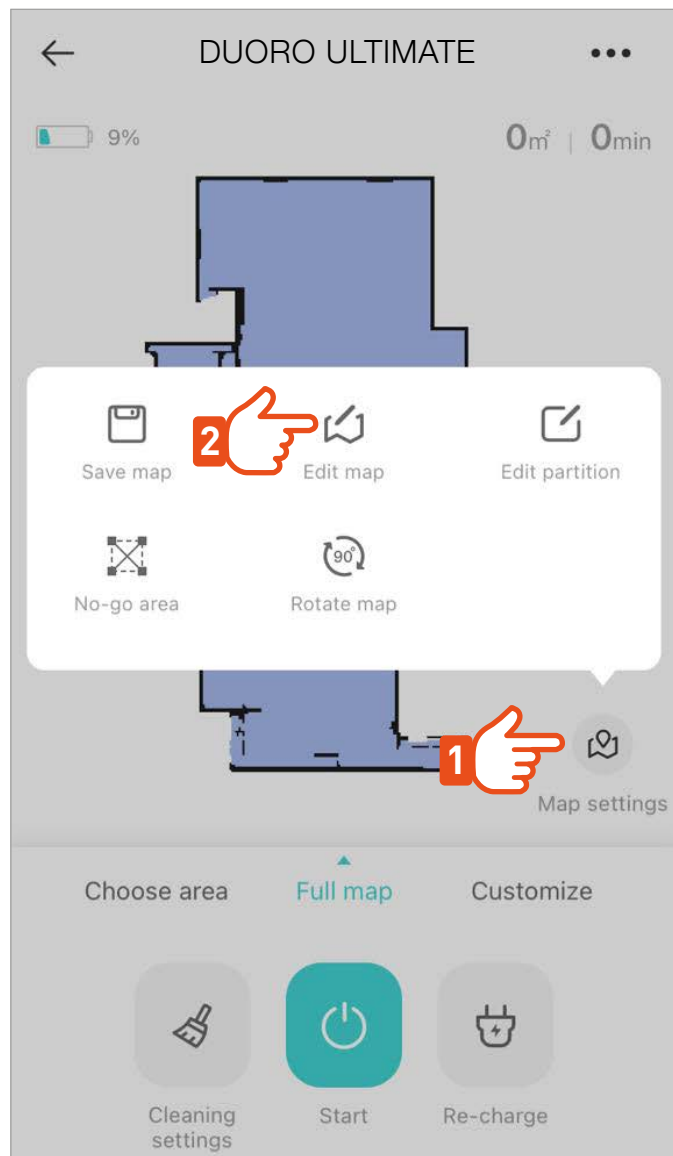 DUORO ULTIMATE
9%
0㎡ | 0min
Save map
2
Edit map
Edit partition
No-go area
90°
Rotate map
1
Map settings
Choose area
Full map
Customize
Cleaning
settings
Start
Re-charge